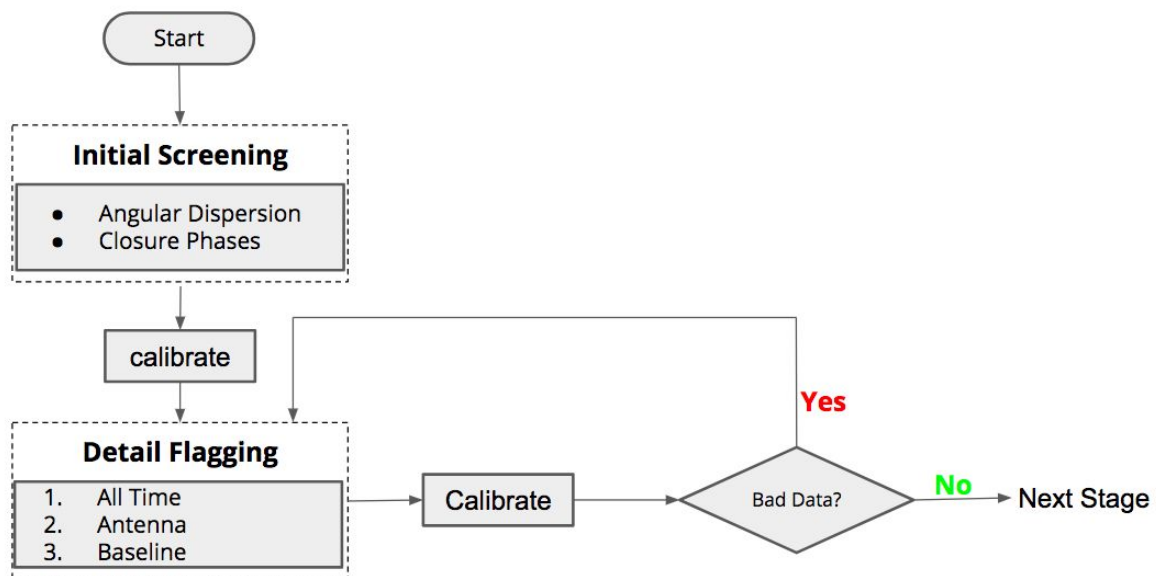 Start
Initial Screening
● Angular Dispersion
● Closure Phases
calibrate
Yes
Detail Flagging
1. All Time
2. Antenna
3. Baseline
Calibrate
Bad Data?
No
Next Stage